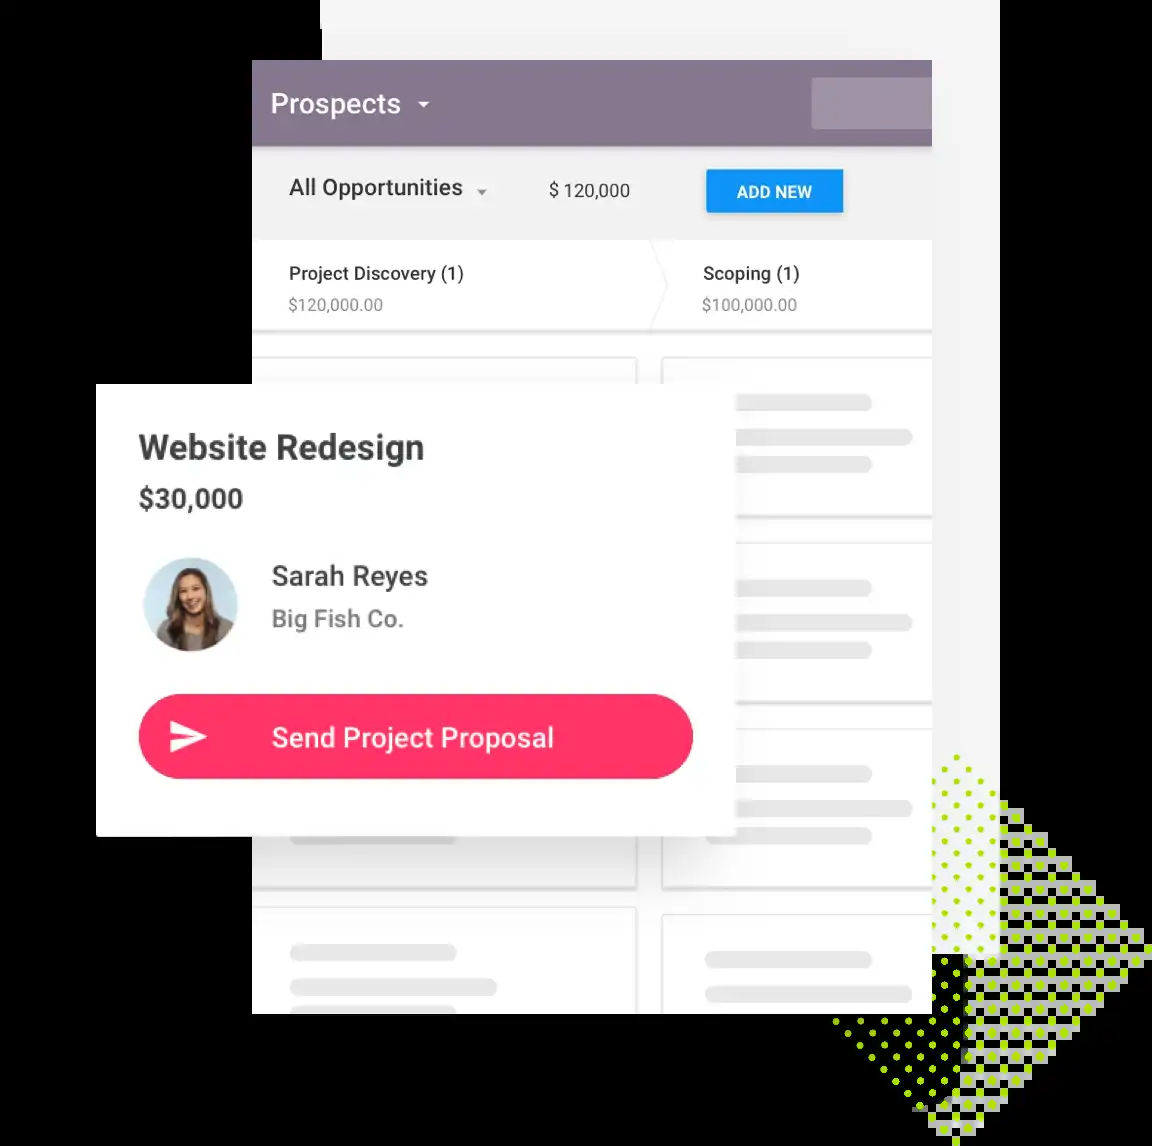 Prospects
All Opportunities
$ 120,000
ADD NEW
Project Discovery (1)
$120,000.00
Scoping (1)
$100,000.00
Website Redesign
$30,000
Sarah Reyes
Big Fish Co.
Send Project Proposal